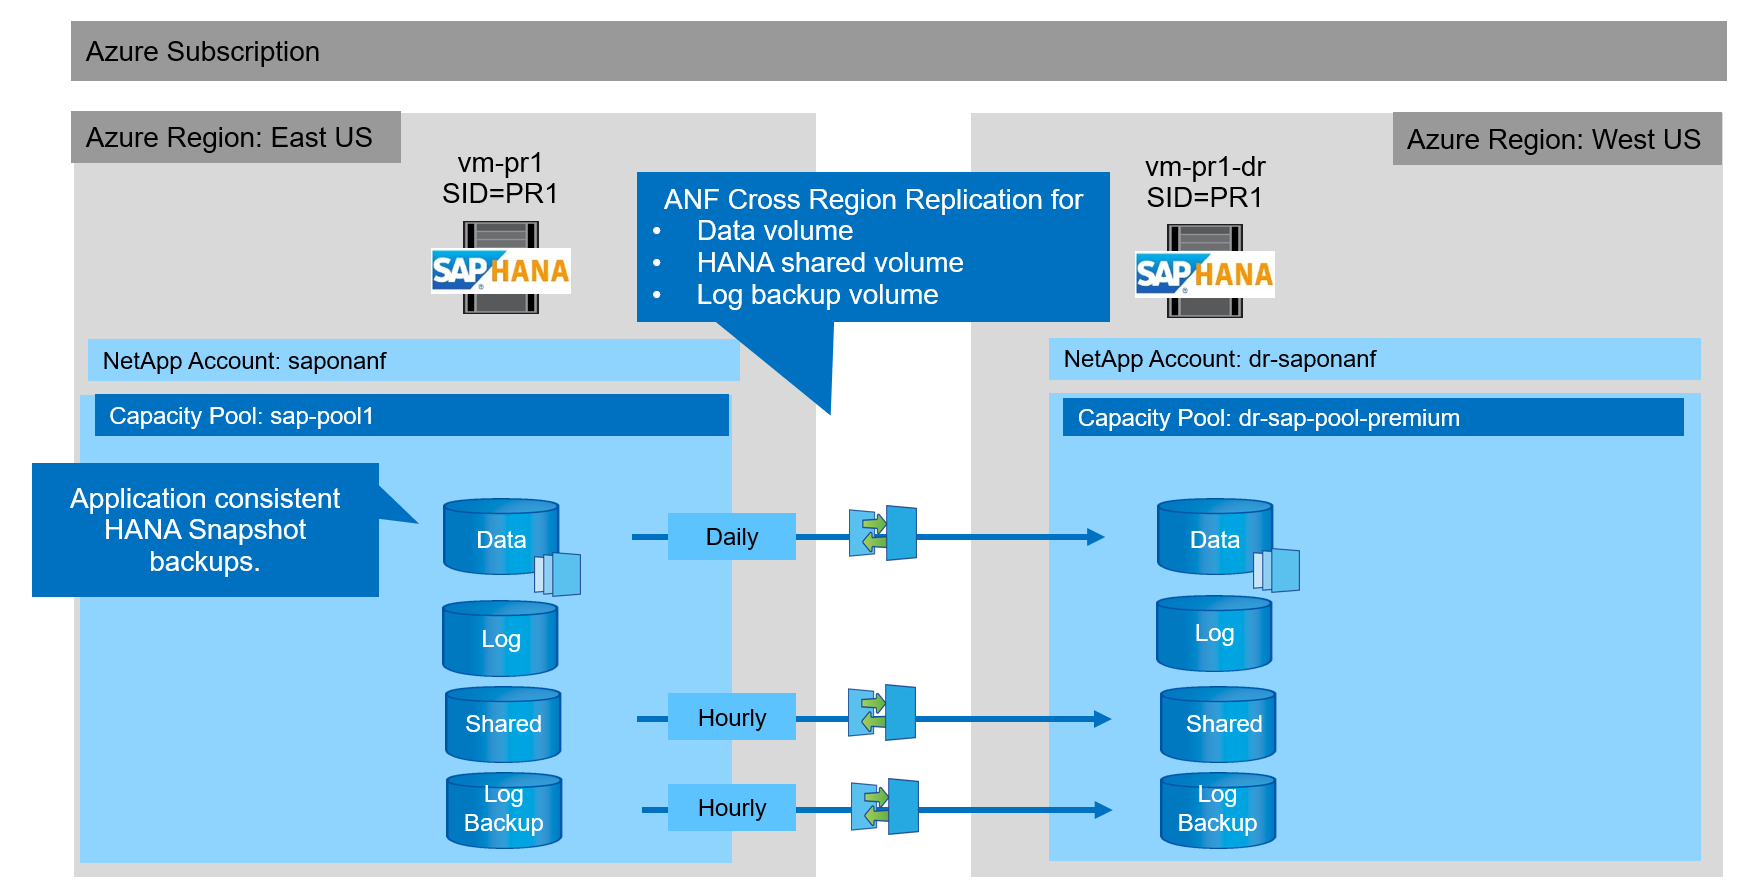 Azure Subscription
Azure Region: East US
Azure Region: West US
vm-pr1
SID=PR1
SAP HANA
®
ANF Cross Region Replication for
• Data volume
• HANA shared volume
• Log backup volume
vm-pr1-dr
SID=PR1
SAP HANA
®
NetApp Account: saponanf
NetApp Account: dr-saponanf
Capacity Pool: sap-pool1
Capacity Pool: dr-sap-pool-premium
Application consistent
HANA Snapshot
backups.
Data
Daily
Data
Log
Log
Shared
Hourly
Shared
Log
Backup
Hourly
Log
Backup